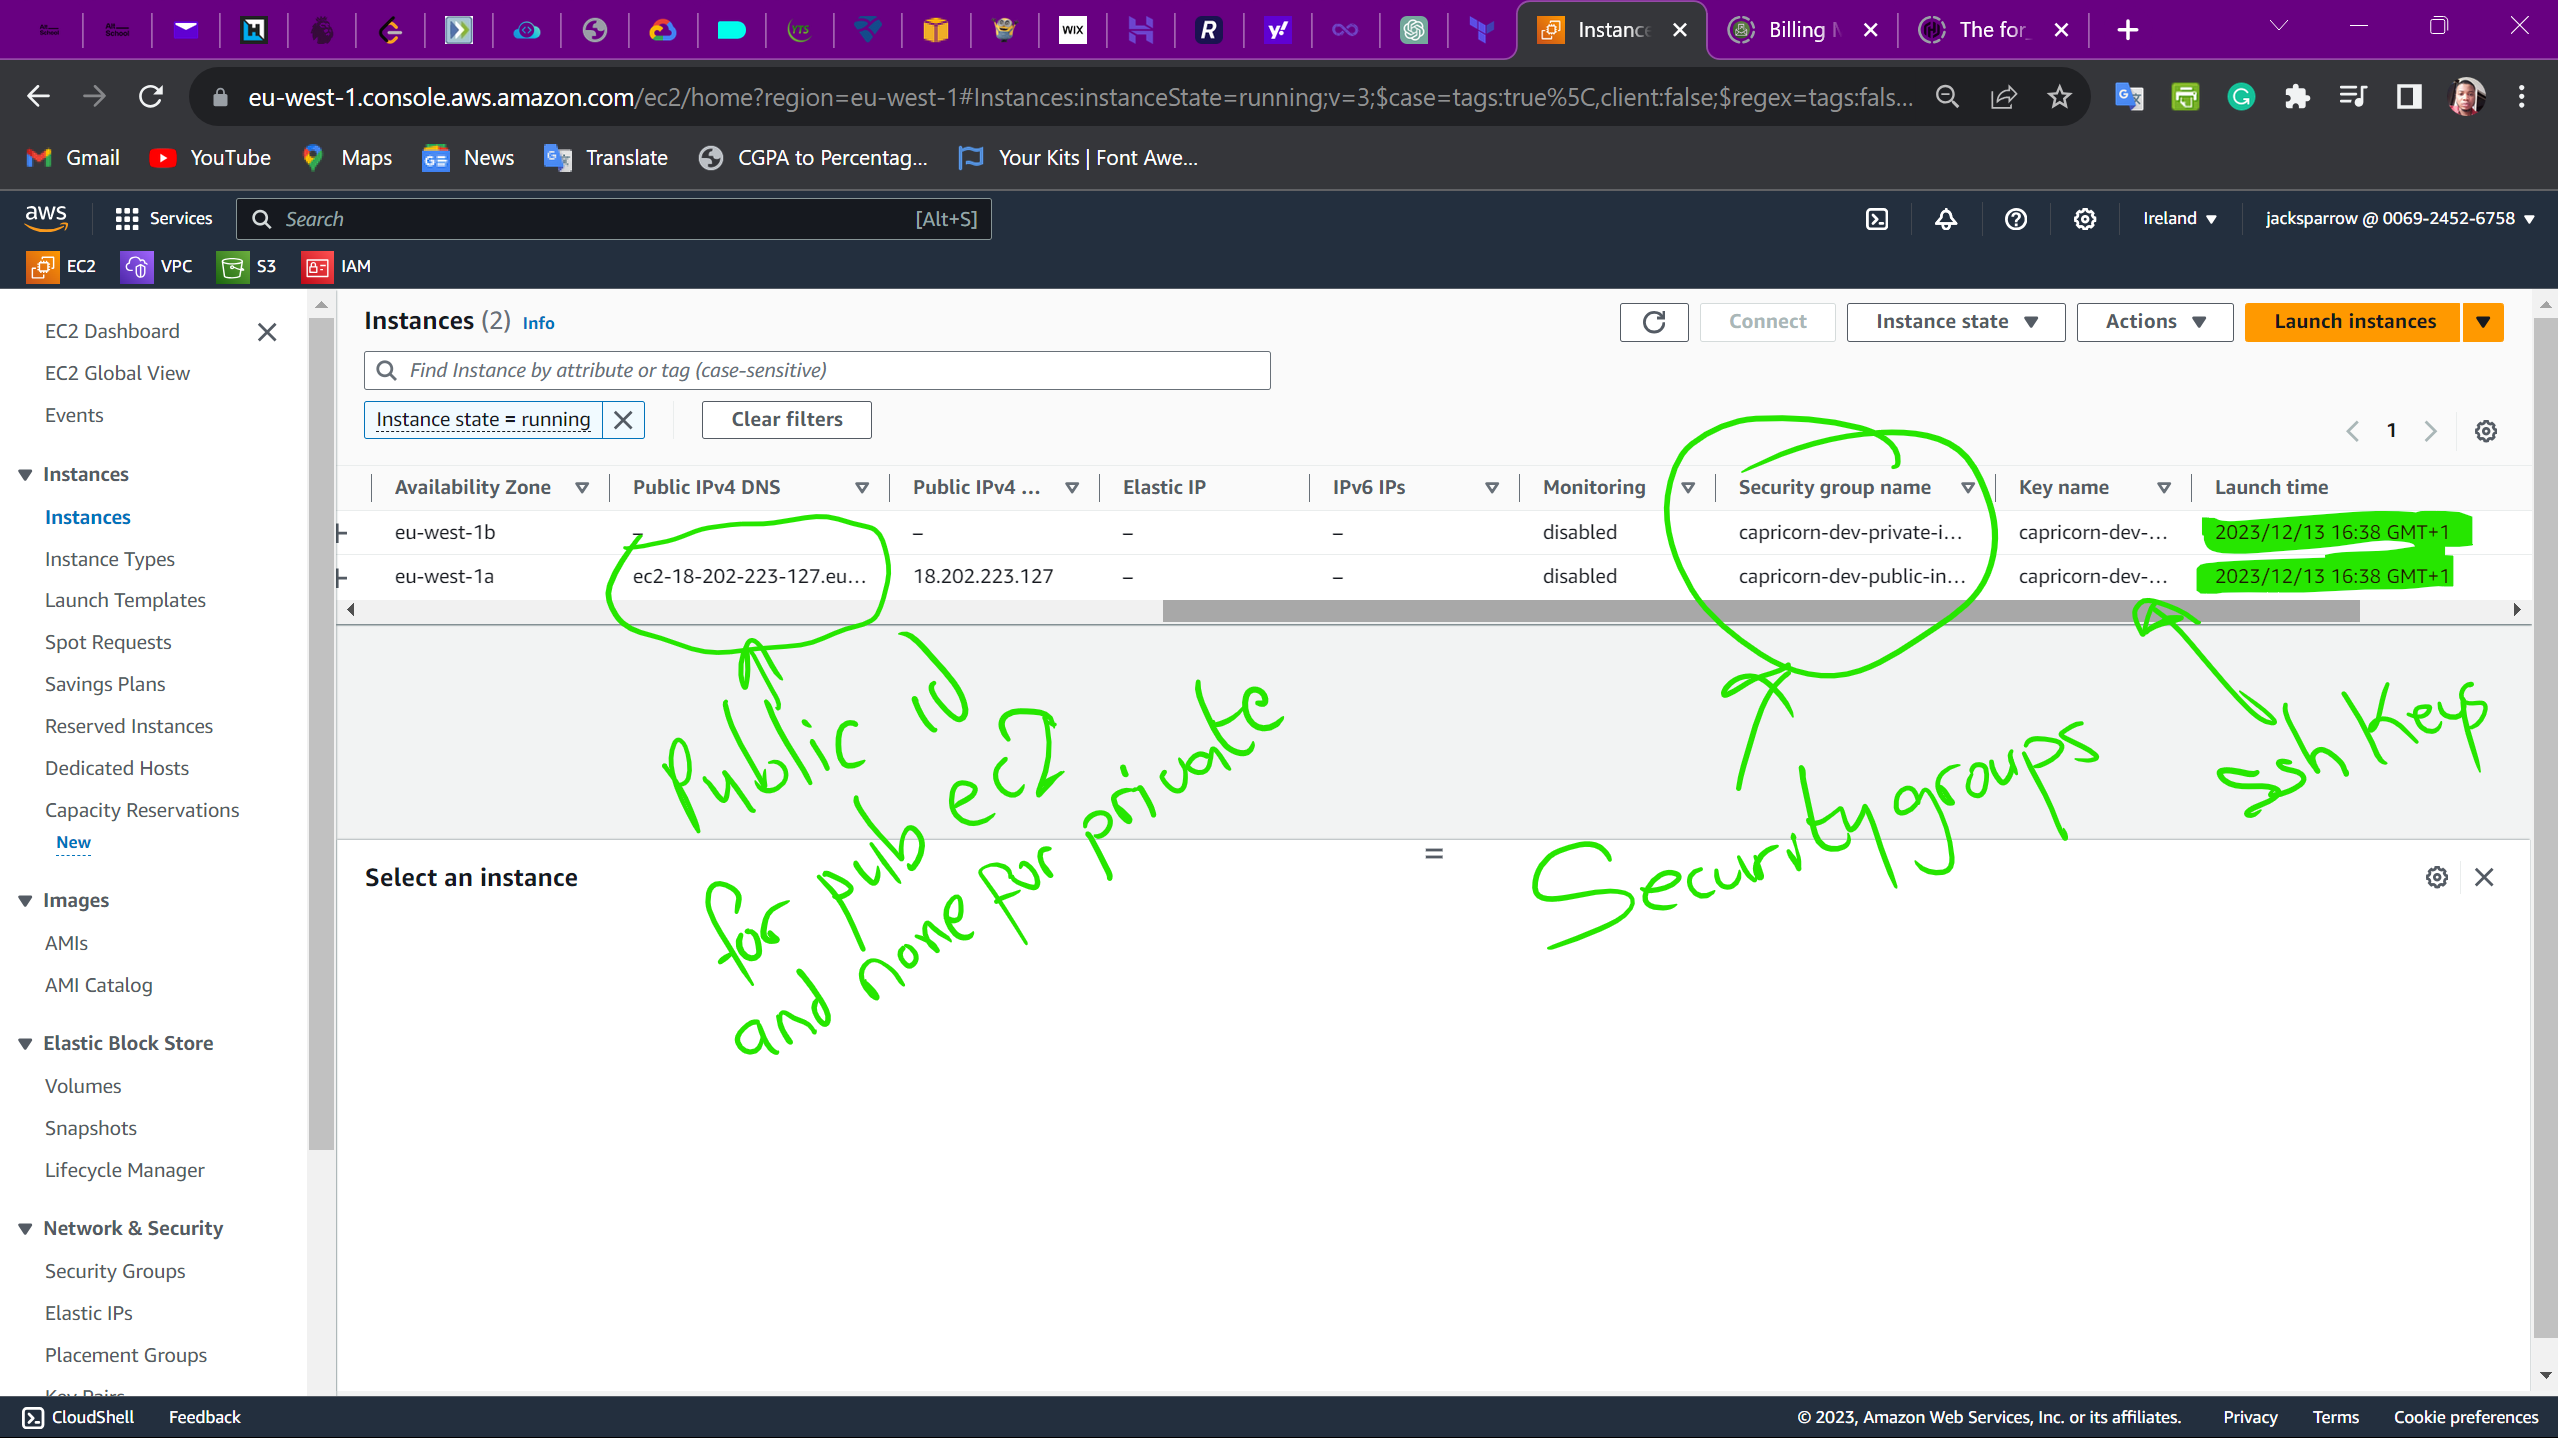 Instance
Billing M
The for
eu-west-1.console.aws.amazon.com/ec2/home?region=eu-west-1#Instances:instanceState=running;v=3;$case=tags:true%5C,client:false;$regex=tags:fals...
Gmail
YouTube
Maps
News
Translate
CGPA to Percentag...
Your Kits | Font Awe...
aws
Services
Search
[Alt+S]
Ireland
jacksparrow @ 0069-2452-6758
EC2
VPC
S3
IAM
EC2 Dashboard
EC2 Global View
Events
Instances
Instances
Instance Types
Launch Templates
Spot Requests
Savings Plans
Reserved Instances
Dedicated Hosts
Capacity Reservations
New
Images
AMIs
AMI Catalog
Elastic Block Store
Volumes
Snapshots
Lifecycle Manager
Network & Security
Security Groups
Elastic IPs
Placement Groups
Key Pairs
Instances (2) Info
Connect
Instance state
Actions
Launch instances
Find Instance by attribute or tag (case-sensitive)
Instance state = running
Clear filters
1
Availability Zone Public IPv4 DNS Public IPv4 ... Elastic IP IPv6 IPs Monitoring Security group name Key name Launch time
eu-west-1b – – – – disabled capricorn-dev-private-i... capricorn-dev-... 2023/12/13 16:38 GMT+1
eu-west-1a ec2-18-202-223-127.eu... 18.202.223.127 – – disabled capricorn-dev-public-in... capricorn-dev-... 2023/12/13 16:38 GMT+1
Public
for pub ec2
and none for private
Security groups
ssh Keys
Select an instance
CloudShell
Feedback
© 2023, Amazon Web Services, Inc. or its affiliates.
Privacy
Terms
Cookie preferences